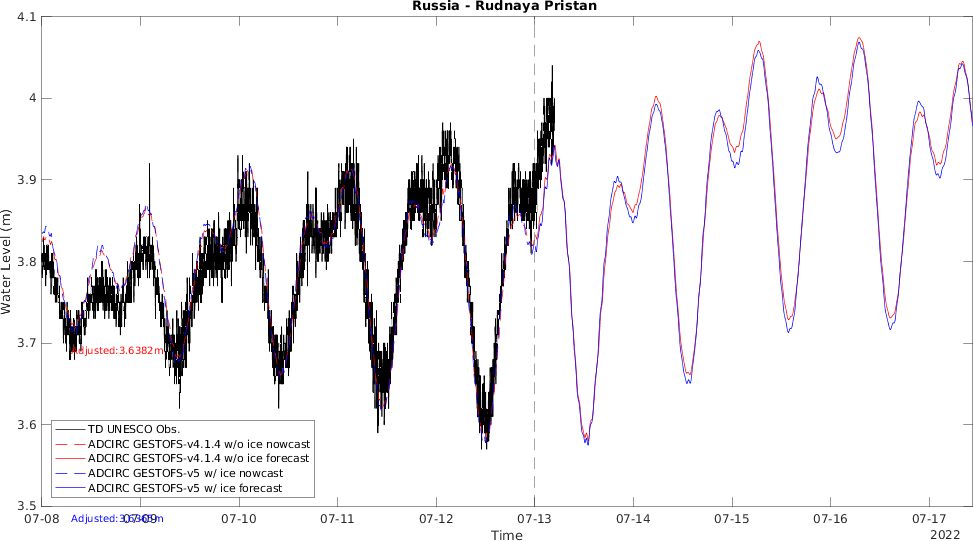 Russia - Rudnaya Pristan
4.1
4
3.9
3.8
3.7
3.6
3.5
Water Level (m)
Adjusted:3.6382m
TD UNESCO Obs.
ADCIRC GESTOFS-v4.1.4 w/o ice nowcast
ADCIRC GESTOFS-v4.1.4 w/o ice forecast
ADCIRC GESTOFS-v5 w/ ice nowcast
ADCIRC GESTOFS-v5 w/ ice forecast
07-08 07-09 07-10 07-11 07-12 07-13 07-14 07-15 07-16 07-17
Time
2022